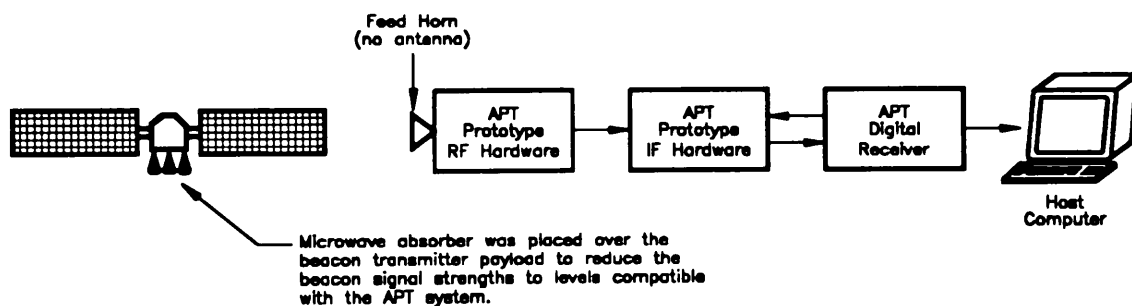 Feed Horn
(no antenna)
APT
Prototype
RF Hardware
APT
Prototype
IF Hardware
APT
Digital
Receiver
Host
Computer
Microwave absorber was placed over the
beacon transmitter payload to reduce the
beacon signal strengths to levels compatible
with the APT system.